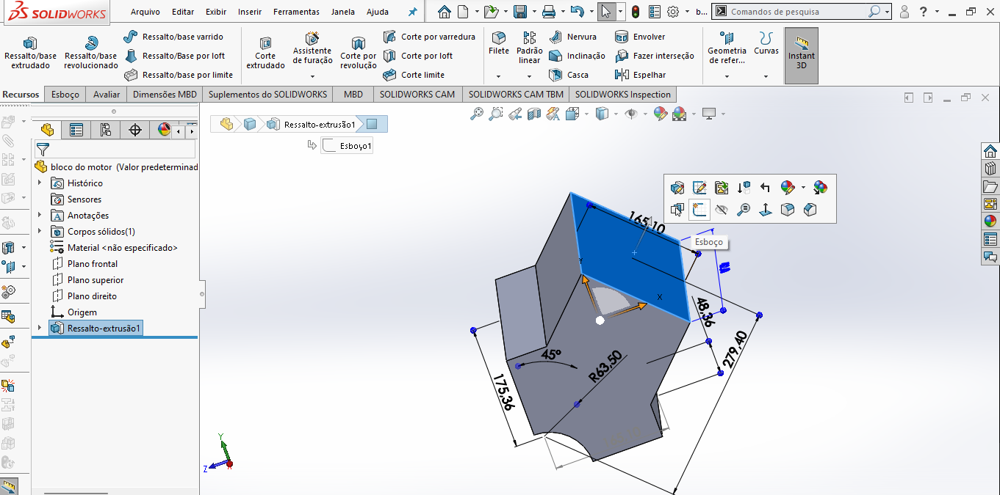 SOLIDWORKS
Arquivo Editar Exibir Inserir Ferramentas Janela Ajuda
b...
Comandos de pesquisa
?
Ressalto/base extrudado
Ressalto/base revolucionado
Ressalto/base varrido
Ressalto/Base por loft
Ressalto/base por limite
Corte extrudado
Assistente de furação
Corte por revolução
Corte por varredura
Corte por loft
Corte limite
Filete
Padrão linear
Nervura
Inclinação
Casca
Envolver
Fazer interseção
Espelhar
Geometria de refer...
Curvas
Instant 3D
Recursos Esboço Avaliar Dimensões MBD Suplementos do SOLIDWORKS MBD SOLIDWORKS CAM SOLIDWORKS CAM TBM SOLIDWORKS Inspection
Ressalto-extrusão1
Esboço1
bloco do motor (Valor predeterminad
Histórico
Sensores
Anotações
Corpos sólidos(1)
Material <não especificado>
Plano frontal
Plano superior
Plano direito
Origem
Ressalto-extrusão1
Esboço
165,10
Y
X
48,36
279,40
45º
R63,50
175,36
Y
Z